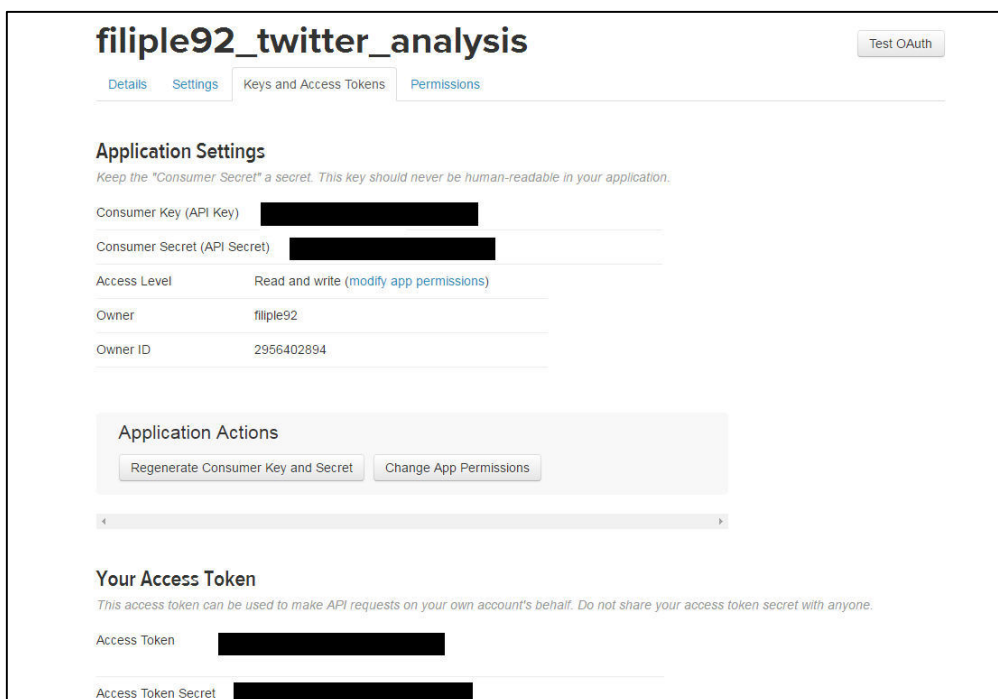 filiple92_twitter_analysis
Test OAuth
Details Settings Keys and Access Tokens Permissions
Application Settings
Keep the "Consumer Secret" a secret. This key should never be human-readable in your application.
Consumer Key (API Key)
Consumer Secret (API Secret)
Access Level Read and write (modify app permissions)
Owner filiple92
Owner ID 2956402894
Application Actions
Regenerate Consumer Key and Secret Change App Permissions
Your Access Token
This access token can be used to make API requests on your own account's behalf. Do not share your access token secret with anyone.
Access Token
Access Token Secret